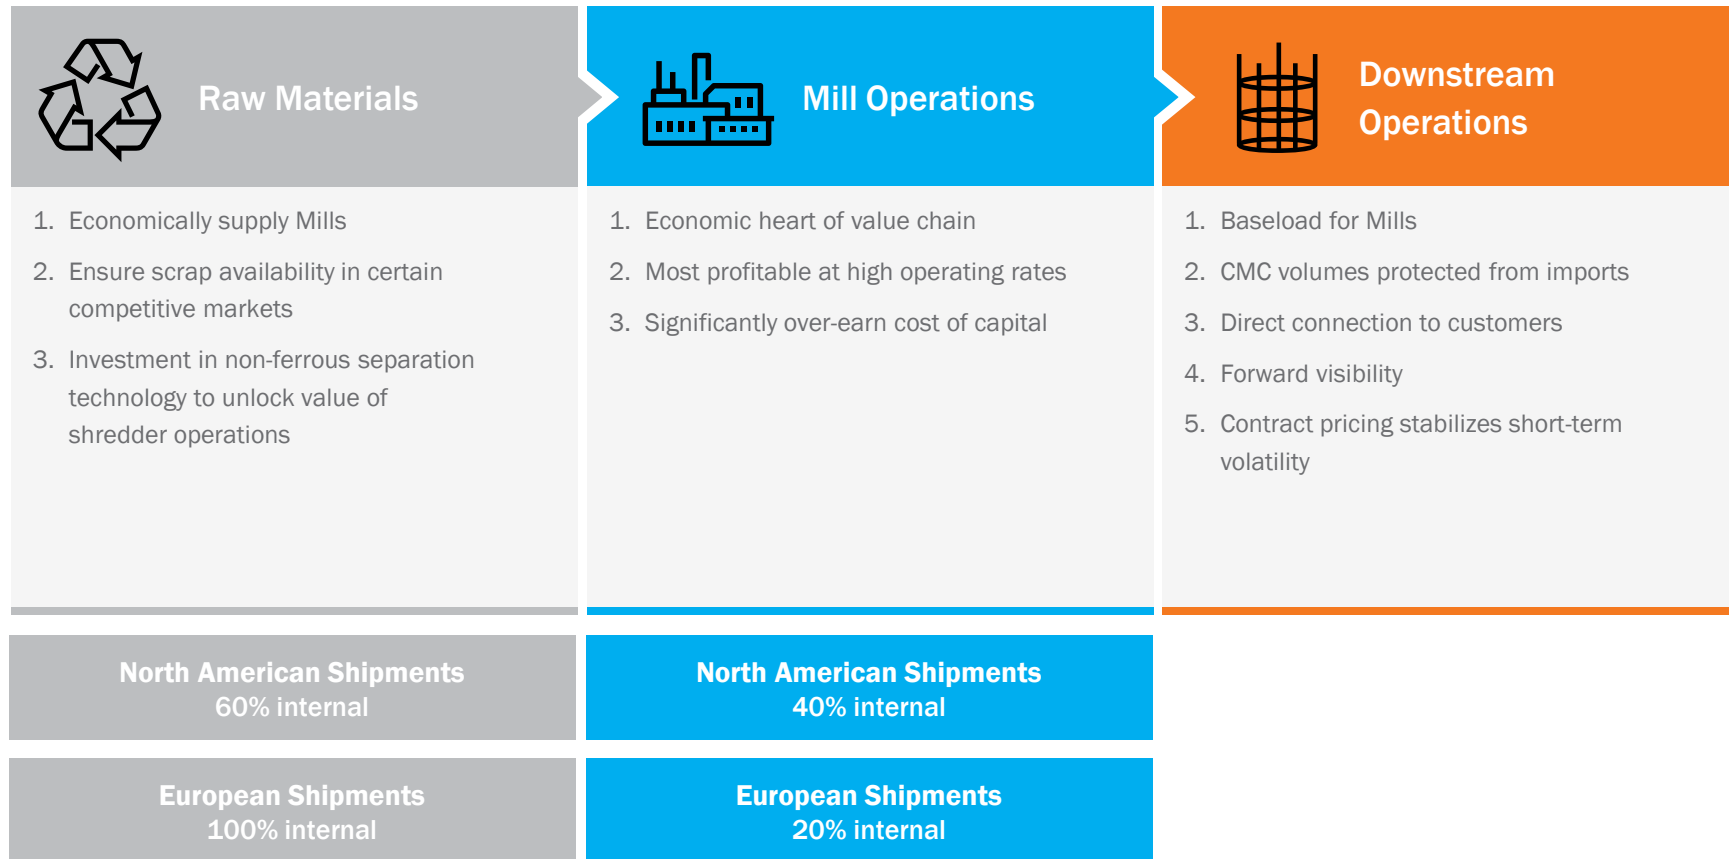 Raw Materials
1. Economically supply Mills
2. Ensure scrap availability in certain
competitive markets
3. Investment in non-ferrous separation
technology to unlock value of
shredder operations
North American Shipments
60% internal
European Shipments
100% internal
Mill Operations
1. Economic heart of value chain
2. Most profitable at high operating rates
3. Significantly over-earn cost of capital
North American Shipments
40% internal
European Shipments
20% internal
Downstream
Operations
1. Baseload for Mills
2. CMC volumes protected from imports
3. Direct connection to customers
4. Forward visibility
5. Contract pricing stabilizes short-term
volatility